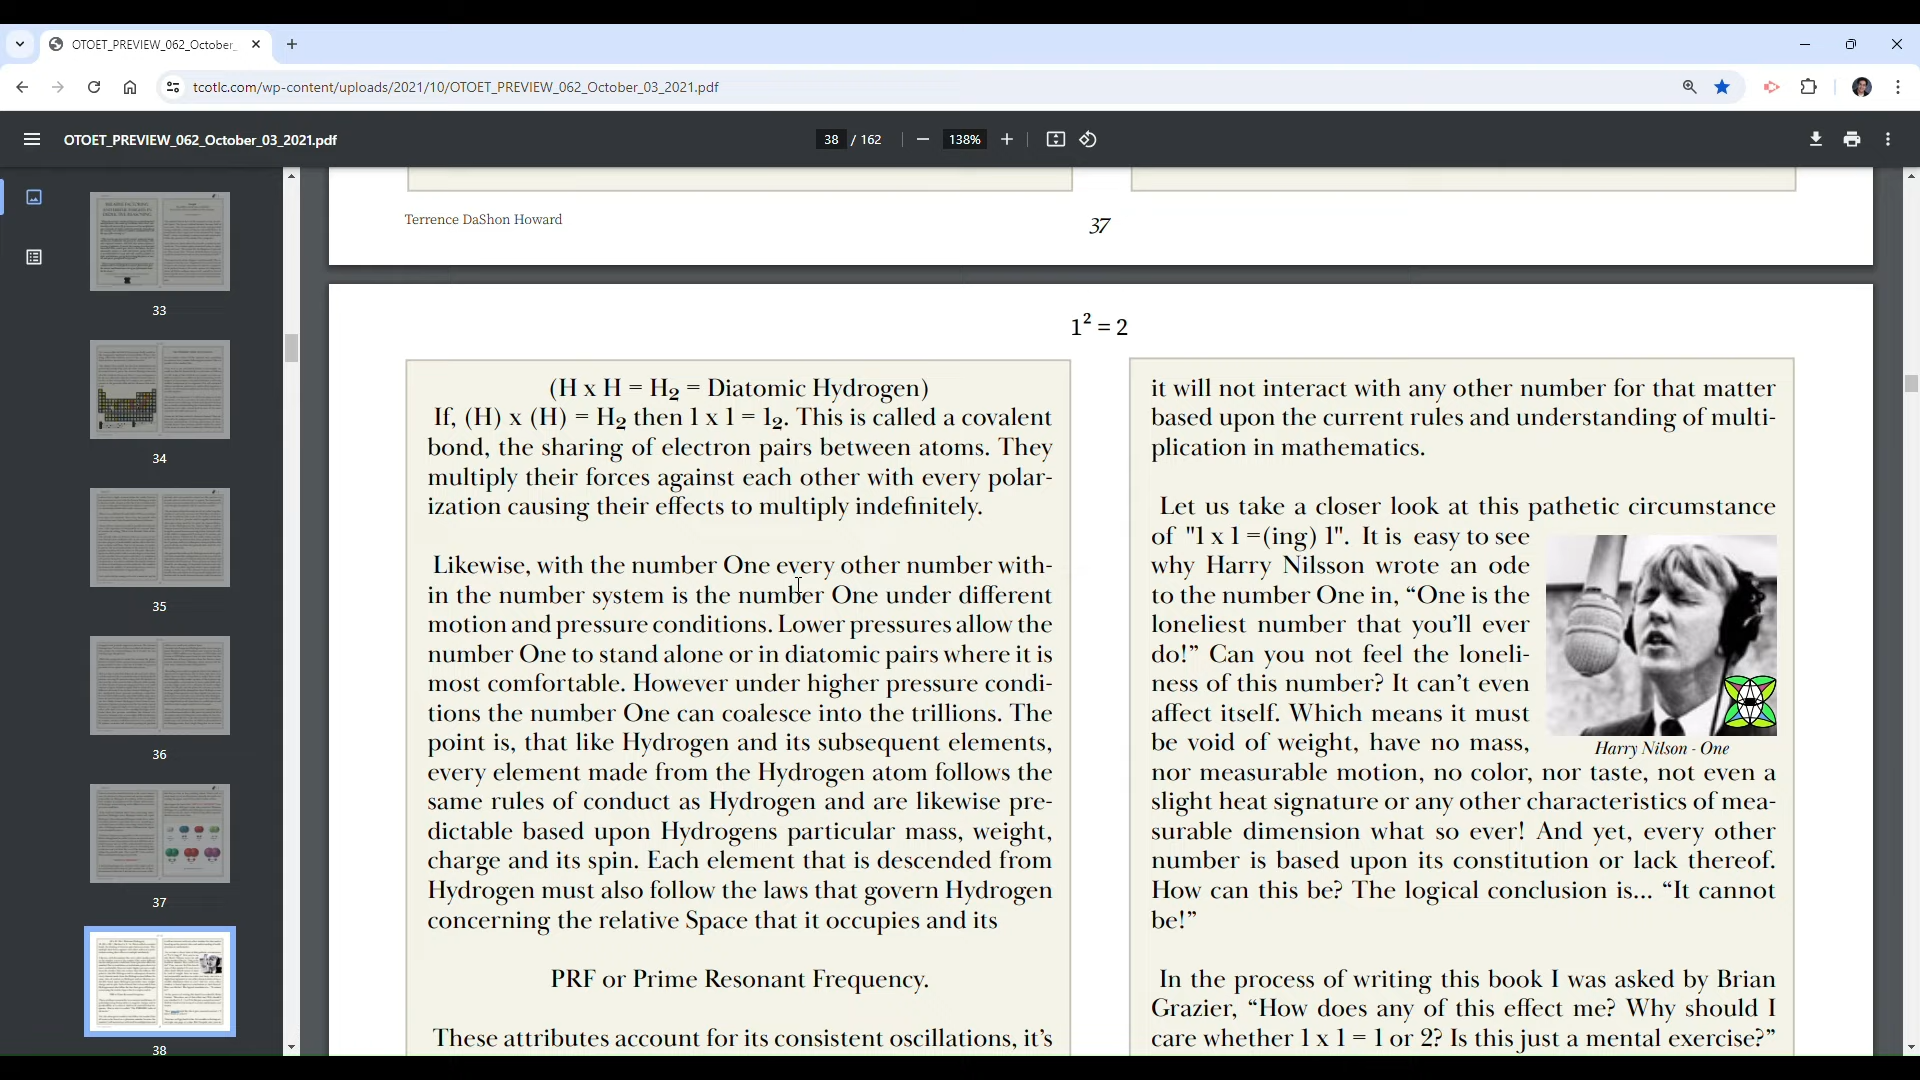 OTOET_PREVIEW_062_October_
tcotlc.com/wp-content/uploads/2021/10/OTOET_PREVIEW_062_October_03_2021.pdf
OTOET_PREVIEW_062_October_03_2021.pdf
38 / 162
138%
33
34
35
36
37
38
Terrence DaShon Howard
37
1² = 2
(H x H = H₂ = Diatomic Hydrogen)
If, (H) x (H) = H₂ then 1 x 1 = 1₂. This is called a covalent
bond, the sharing of electron pairs between atoms. They
multiply their forces against each other with every polar-
ization causing their effects to multiply indefinitely.
Likewise, with the number One every other number with-
in the number system is the number One under different
motion and pressure conditions. Lower pressures allow the
number One to stand alone or in diatomic pairs where it is
most comfortable. However under higher pressure condi-
tions the number One can coalesce into the trillions. The
point is, that like Hydrogen and its subsequent elements,
every element made from the Hydrogen atom follows the
same rules of conduct as Hydrogen and are likewise pre-
dictable based upon Hydrogens particular mass, weight,
charge and its spin. Each element that is descended from
Hydrogen must also follow the laws that govern Hydrogen
concerning the relative Space that it occupies and its
PRF or Prime Resonant Frequency.
These attributes account for its consistent oscillations, it's
it will not interact with any other number for that matter
based upon the current rules and understanding of multi-
plication in mathematics.
Let us take a closer look at this pathetic circumstance
of "1 x 1 =(ing) 1". It is easy to see
why Harry Nilsson wrote an ode
to the number One in, “One is the
loneliest number that you’ll ever
do!” Can you not feel the loneli-
ness of this number? It can’t even
affect itself. Which means it must
be void of weight, have no mass,
Harry Nilson - One
nor measurable motion, no color, nor taste, not even a
slight heat signature or any other characteristics of mea-
surable dimension what so ever! And yet, every other
number is based upon its constitution or lack thereof.
How can this be? The logical conclusion is... “It cannot
be!”
In the process of writing this book I was asked by Brian
Grazier, “How does any of this effect me? Why should I
care whether 1 x 1 = 1 or 2? Is this just a mental exercise?”